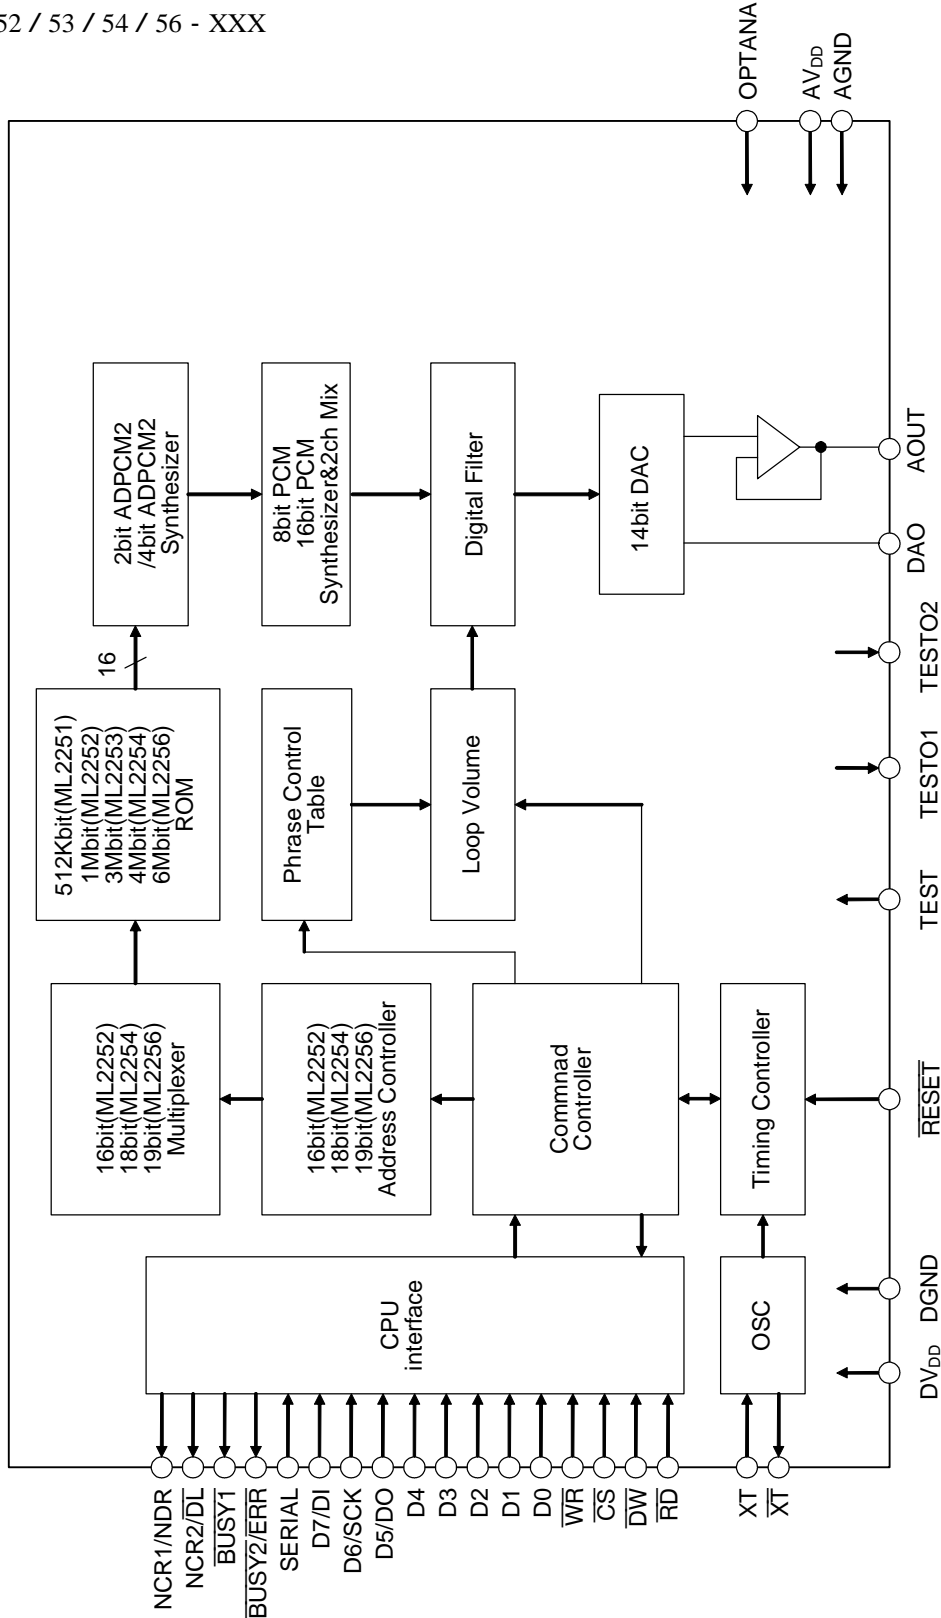 52 / 53 / 54 / 56 - XXX
OPTANA
AVDD
AGND
2bit ADPCM2
/4bit ADPCM2
Synthesizer
8bit PCM
16bit PCM
Synthesizer&2ch Mix
Digital Filter
14bit DAC
16
512Kbit(ML2251)
1Mbit(ML2252)
3Mbit(ML2253)
4Mbit(ML2254)
6Mbit(ML2256)
ROM
Phrase Control
Table
Loop Volume
16bit(ML2252)
18bit(ML2254)
19bit(ML2256)
Multiplexer
16bit(ML2252)
18bit(ML2254)
19bit(ML2256)
Address Controller
Commnad
Controller
Timing Controller
CPU
interface
OSC
AOUT
DAO
TESTO2
TESTO1
TEST
RESET
DGND
DVDD
NCR1/NDR
NCR2/DL
BUSY1
BUSY2/ERR
SERIAL
D7/DI
D6/SCK
D5/DO
D4
D3
D2
D1
D0
WR
CS
DW
RD
XT
XT